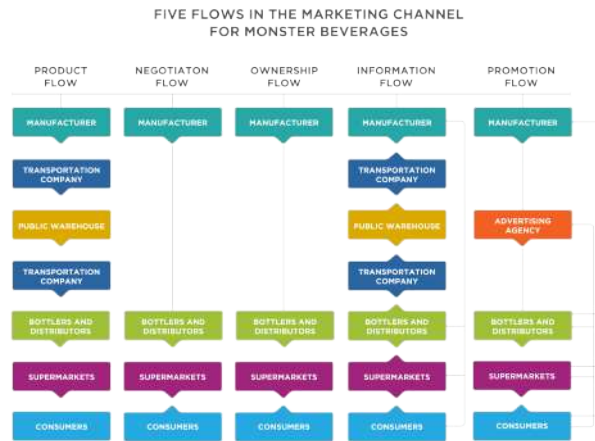 FIVE FLOWS IN THE MARKETING CHANNEL
FOR MONSTER BEVERAGES
PRODUCT
FLOW
NEGOTIATON
FLOW
OWNERSHIP
FLOW
INFORMATION
FLOW
PROMOTION
FLOW
MANUFACTURER
MANUFACTURER
MANUFACTURER
MANUFACTURER
MANUFACTURER
TRANSPORTATION
COMPANY
TRANSPORTATION
COMPANY
PUBLIC WAREHOUSE
PUBLIC WAREHOUSE
ADVERTISING
AGENCY
TRANSPORTATION
COMPANY
TRANSPORTATION
COMPANY
BOTTLERS AND
DISTRIBUTORS
BOTTLERS AND
DISTRIBUTORS
BOTTLERS AND
DISTRIBUTORS
BOTTLERS AND
DISTRIBUTORS
BOTTLERS AND
DISTRIBUTORS
SUPERMARKETS
SUPERMARKETS
SUPERMARKETS
SUPERMARKETS
SUPERMARKETS
CONSUMERS
CONSUMERS
CONSUMERS
CONSUMERS
CONSUMERS